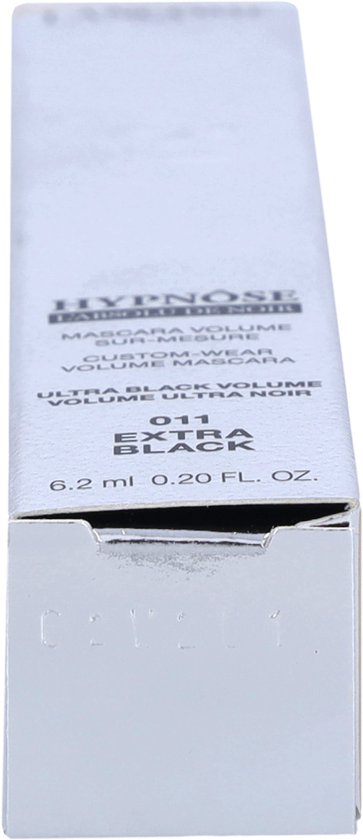 HYPNÔSE
L'ABSOLU DE NOIR
MASCARA VOLUME
SUR-MESURE
CUSTOM-WEAR
VOLUME MASCARA
ULTRA BLACK VOLUME
VOLUME ULTRA NOIR
011
EXTRA
BLACK
6.2 ml 0.20 FL. OZ.